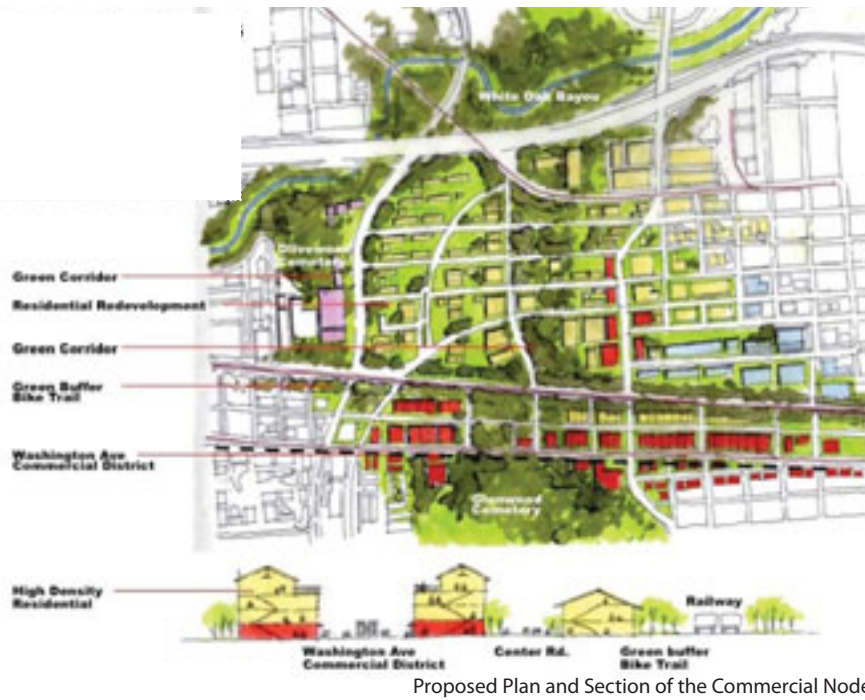 White Oak Bayou
Olivewood
Cemetery
Green Corridor
Residential Redevelopment
Green Corridor
Green Buffer
Bike Trail
Washington Ave
Commercial District
Glenwood
Cemetery
High Density
Residential
Railway
Washington Ave
Commercial District
Center Rd.
Green buffer
Bike Trail
Proposed Plan and Section of the Commercial Node